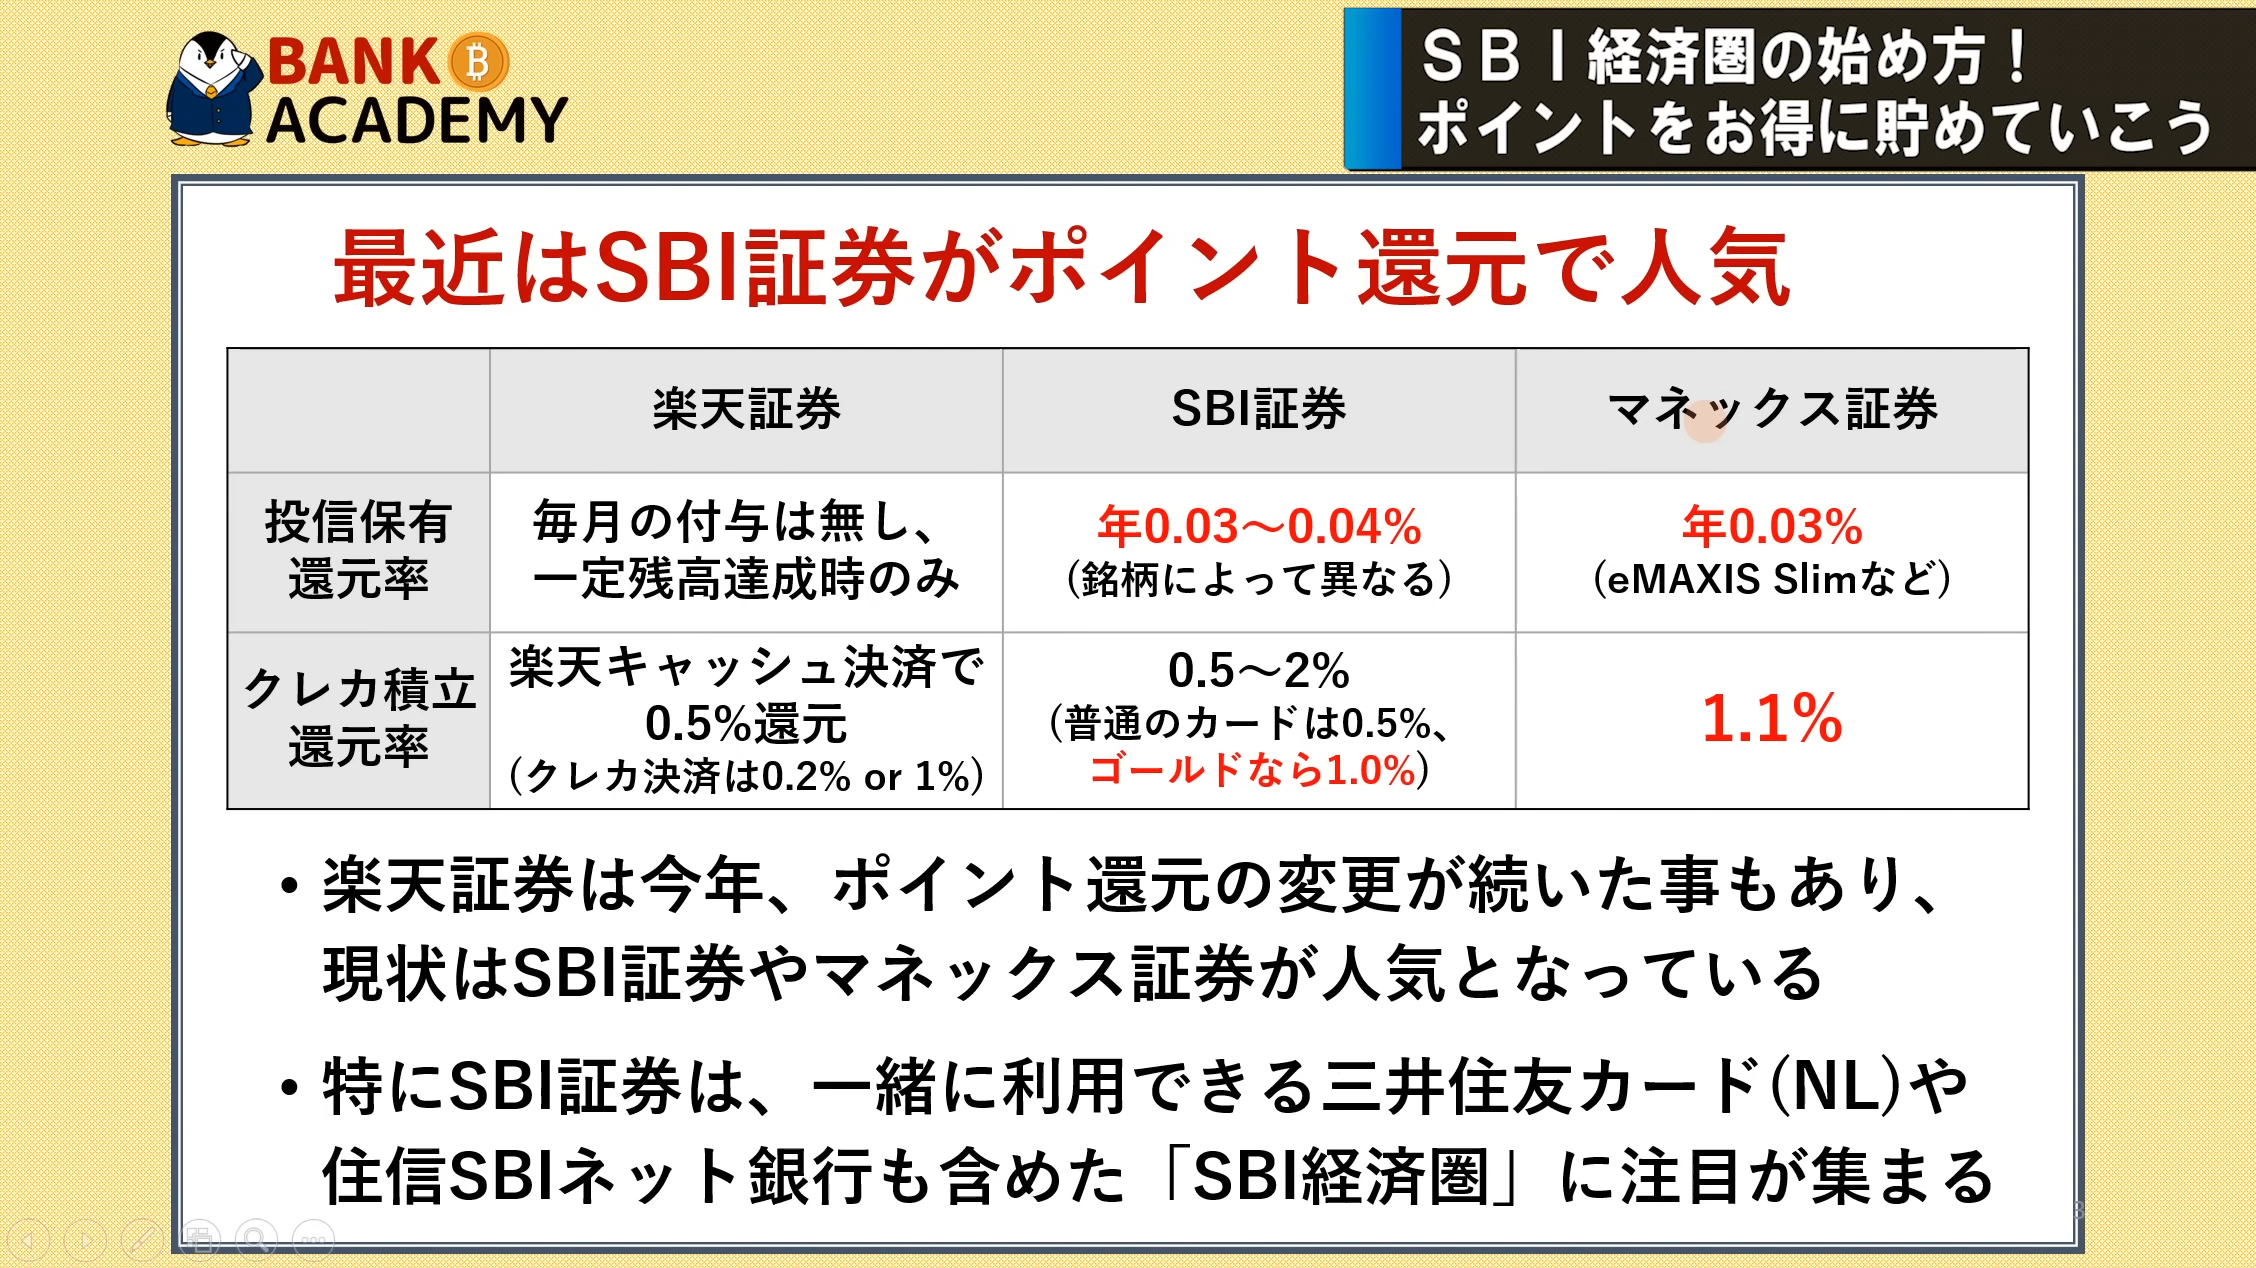 BANK
ACADEMY
SBI経済圏の始め方！
ポイントをお得に貯めていこう
最近はSBI証券がポイント還元で人気
楽天証券
SBI証券
マネックス証券
投信保有
還元率
毎月の付与は無し、
一定残高達成時のみ
年0.03～0.04%
（銘柄によって異なる）
年0.03%
（eMAXIS Slimなど）
クレカ積立
還元率
楽天キャッシュ決済で
0.5%還元
（クレカ決済は0.2% or 1%）
0.5～2%
（普通のカードは0.5%、
ゴールドなら1.0%）
1.1%
・楽天証券は今年、ポイント還元の変更が続いた事もあり、
現状はSBI証券やマネックス証券が人気となっている
・特にSBI証券は、一緒に利用できる三井住友カード(NL)や
住信SBIネット銀行も含めた「SBI経済圏」に注目が集まる
3